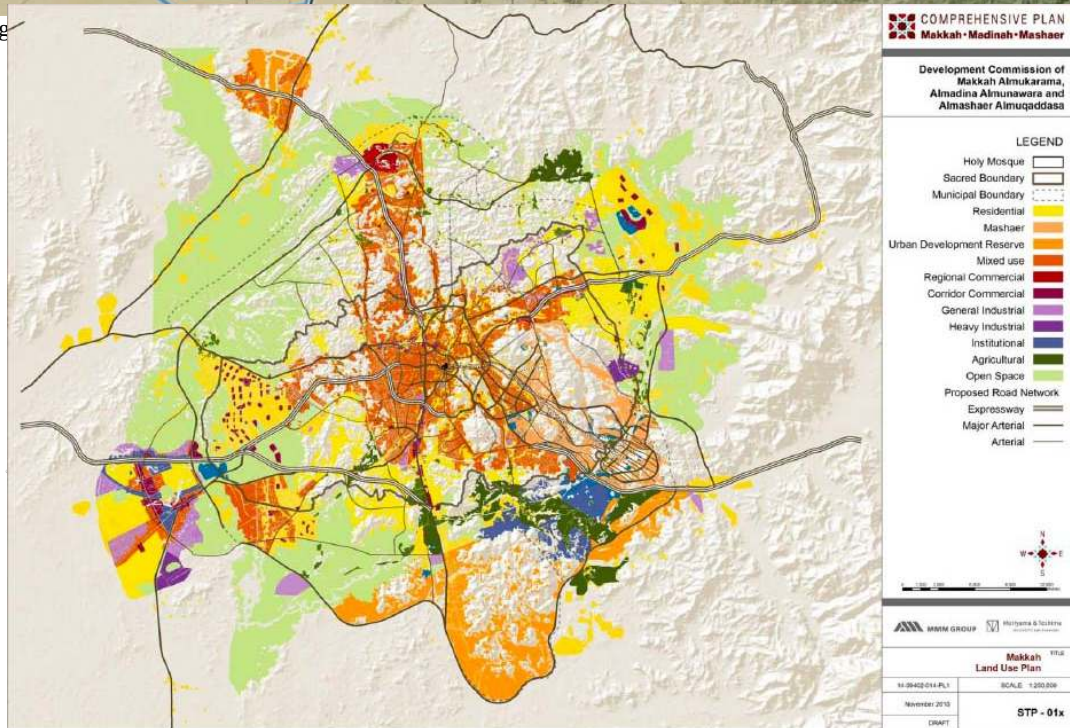 g
COMPREHENSIVE PLAN
Makkah•Madinah•Mashaer
Development Commission of
Makkah Almukarama,
Almadina Almunawara and
Almashaer Almuqaddasa
LEGEND
Holy Mosque
Sacred Boundary
Municipal Boundary
Residential
Mashaer
Urban Development Reserve
Mixed use
Regional Commercial
Corridor Commercial
General Industrial
Heavy Industrial
Institutional
Agricultural
Open Space
Proposed Road Network
Expressway
Major Arterial
Arterial
N
W E
S
MMM GROUP Moriyama & Teshima
TITLE
Makkah
Land Use Plan
SCALE 1:250,000
November 2010
STP - 01x
DRAFT